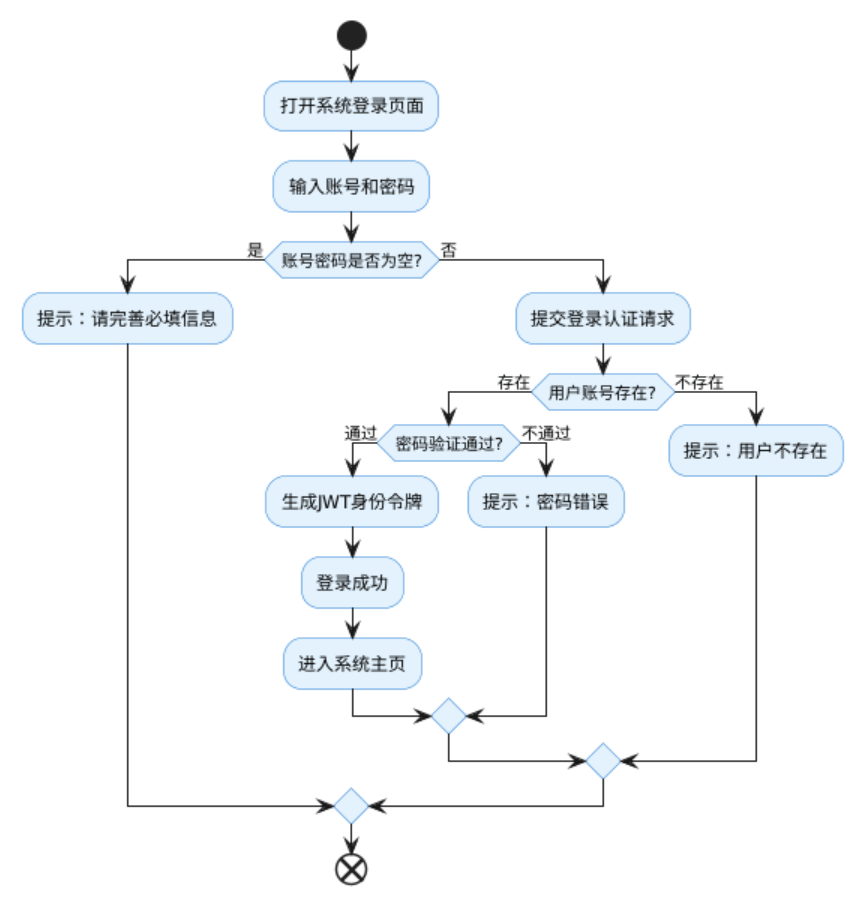 打开系统登录页面
输入账号和密码
是
账号密码是否为空?
否
提示：请完善必填信息
提交登录认证请求
存在
用户账号存在?
不存在
通过
密码验证通过?
不通过
提示：用户不存在
生成JWT身份令牌
提示：密码错误
登录成功
进入系统主页